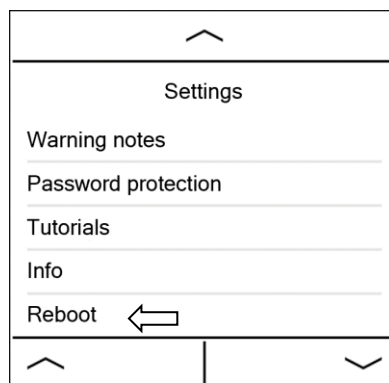 Settings
Warning notes
Password protection
Tutorials
Info
Reboot